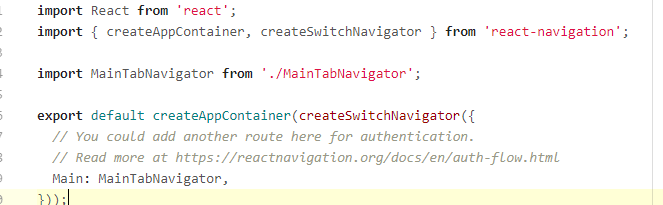 import React from 'react';
import { createAppContainer, createSwitchNavigator } from 'react-navigation';
import MainTabNavigator from './MainTabNavigator';
export default createAppContainer(createSwitchNavigator({
// You could add another route here for authentication.
// Read more at https://reactnavigation.org/docs/en/auth-flow.html
Main: MainTabNavigator,
}));